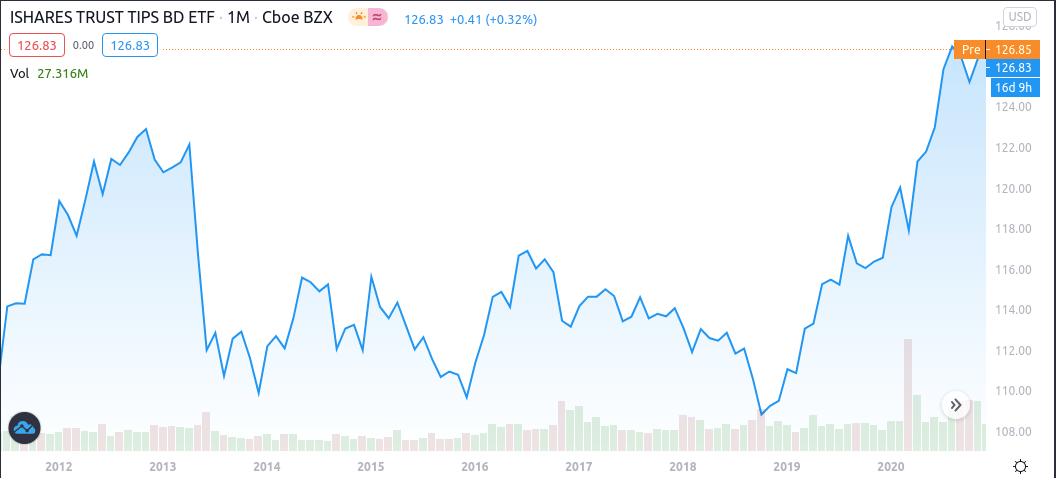 ISHARES TRUST TIPS BD ETF · 1M · Cboe BZX ≈ 126.83 +0.41 (+0.32%)
USD
126.83 0.00 126.83
Vol 27.316M
Pre 126.85
126.83
16d 9h
124.00
122.00
120.00
118.00
116.00
114.00
112.00
110.00
108.00
2012 2013 2014 2015 2016 2017 2018 2019 2020